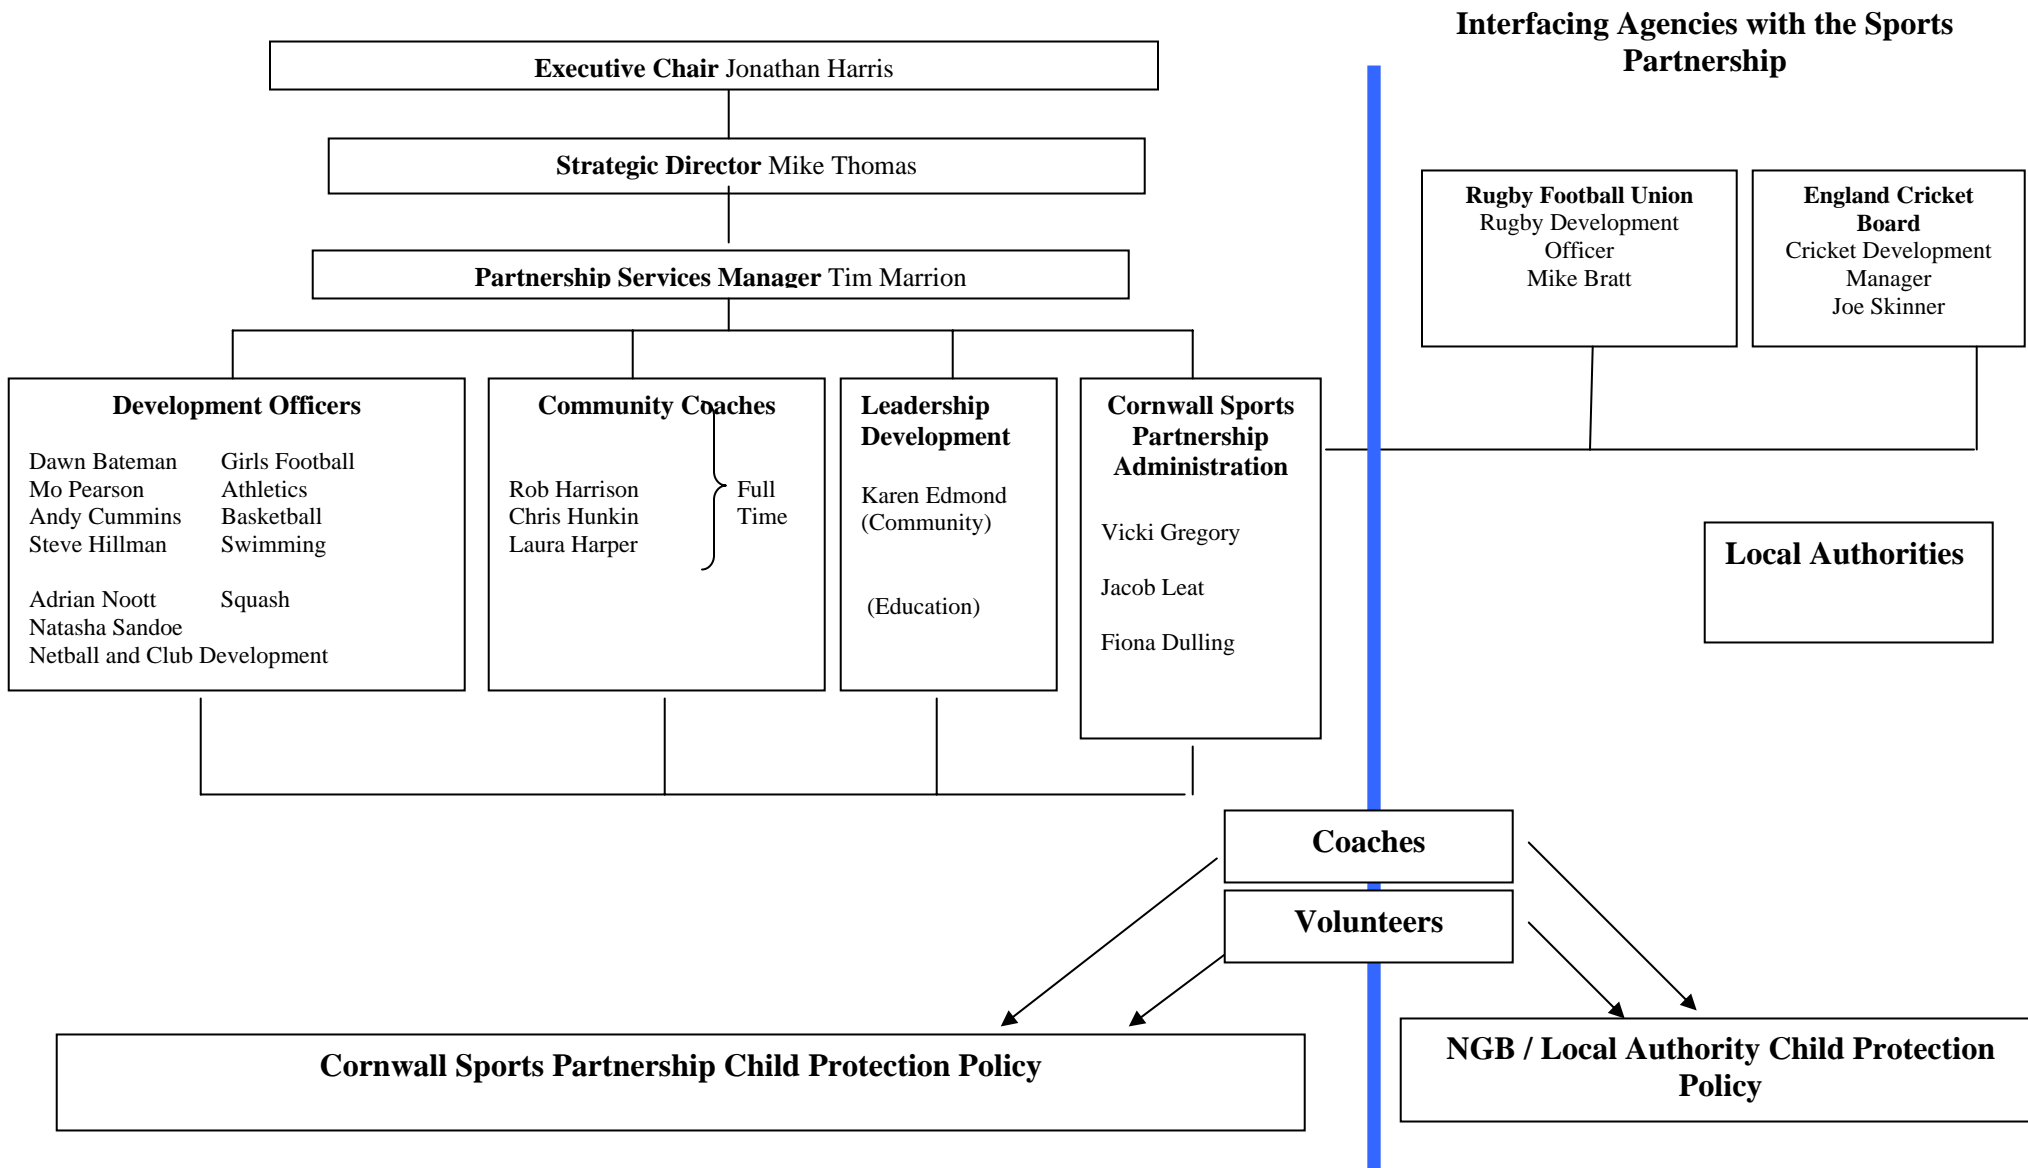 Interfacing Agencies with the Sports
Partnership
Executive Chair Jonathan Harris
Strategic Director Mike Thomas
Partnership Services Manager Tim Marrion
Rugby Football Union
Rugby Development
Officer
Mike Bratt
England Cricket
Board
Cricket Development
Manager
Joe Skinner
Development Officers
Dawn Bateman Girls Football
Mo Pearson Athletics
Andy Cummins Basketball
Steve Hillman Swimming
Adrian Noott Squash
Natasha Sandoe
Netball and Club Development
Community Coaches
Rob Harrison
Chris Hunkin
Laura Harper
Full
Time
Leadership
Development
Karen Edmond
(Community)
(Education)
Cornwall Sports
Partnership
Administration
Vicki Gregory
Jacob Leat
Fiona Dulling
Local Authorities
Coaches
Volunteers
Cornwall Sports Partnership Child Protection Policy
NGB / Local Authority Child Protection
Policy